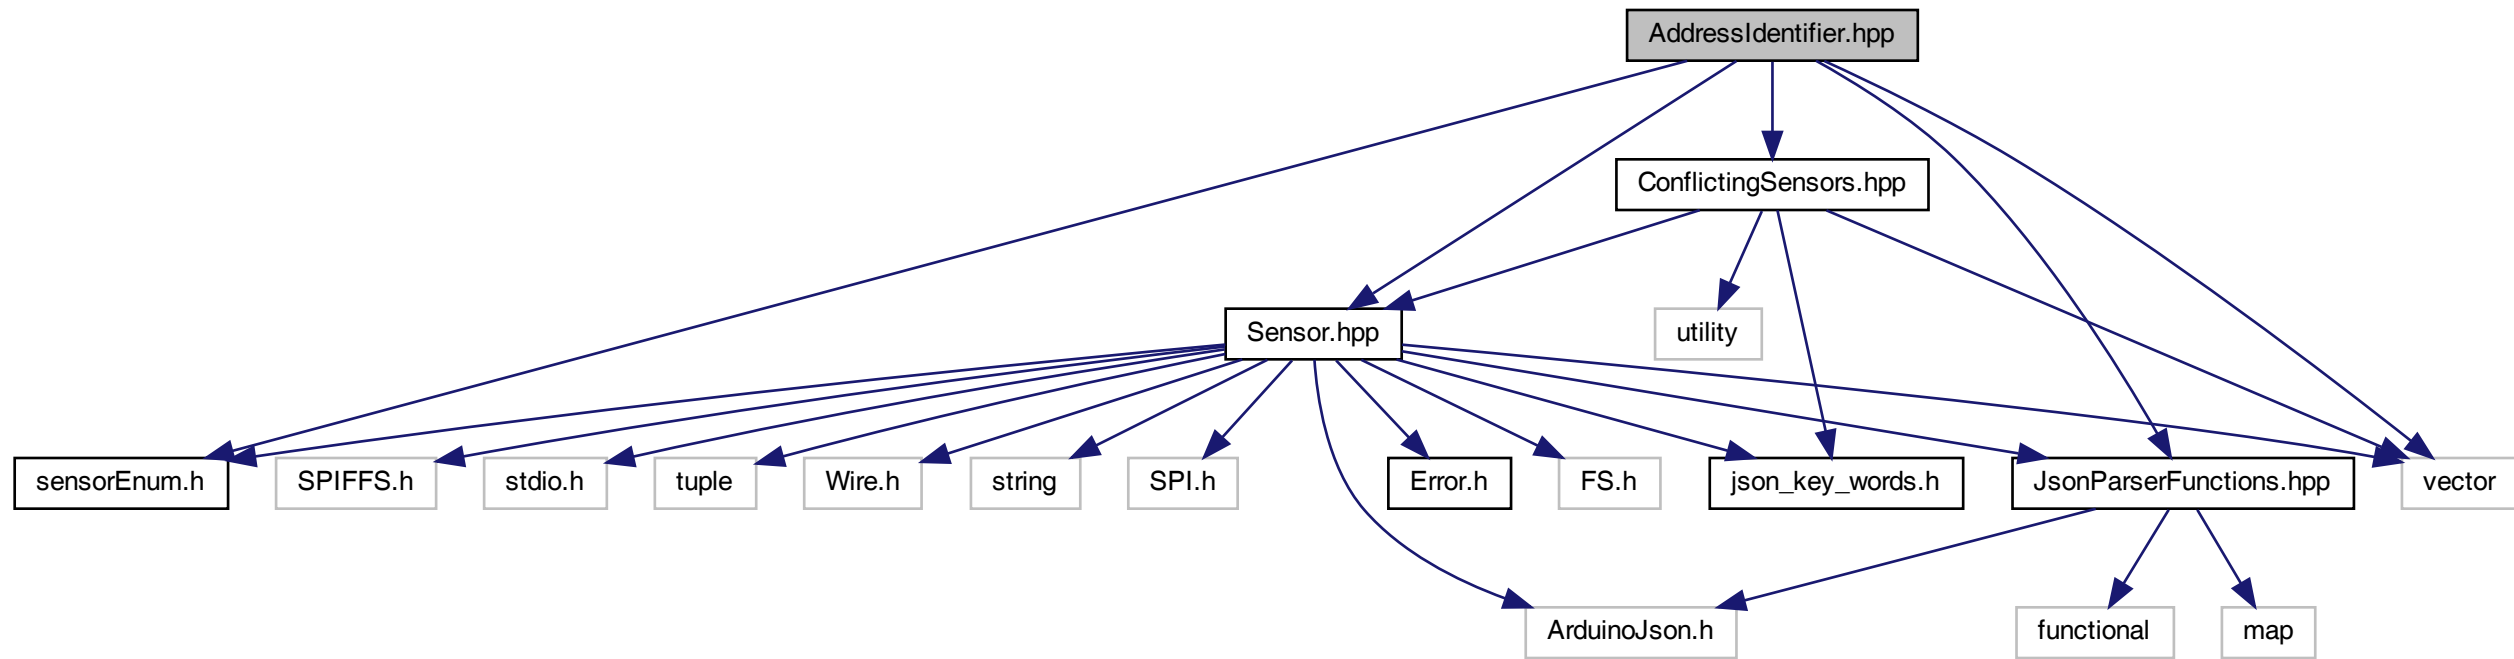 AddressIdentifier.hpp
ConflictingSensors.hpp
Sensor.hpp
utility
sensorEnum.h
SPIFFS.h
stdio.h
tuple
Wire.h
string
SPI.h
Error.h
FS.h
json_key_words.h
JsonParserFunctions.hpp
vector
ArduinoJson.h
functional
map